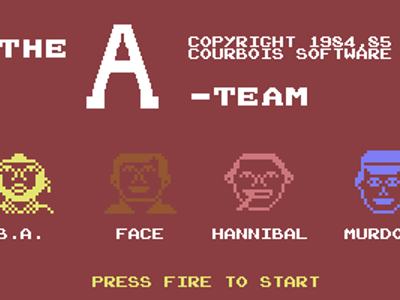 THE A
COPYRIGHT 1984,85
COURBOIS SOFTWARE
-TEAM
B.A. FACE HANNIBAL MURDO
PRESS FIRE TO START